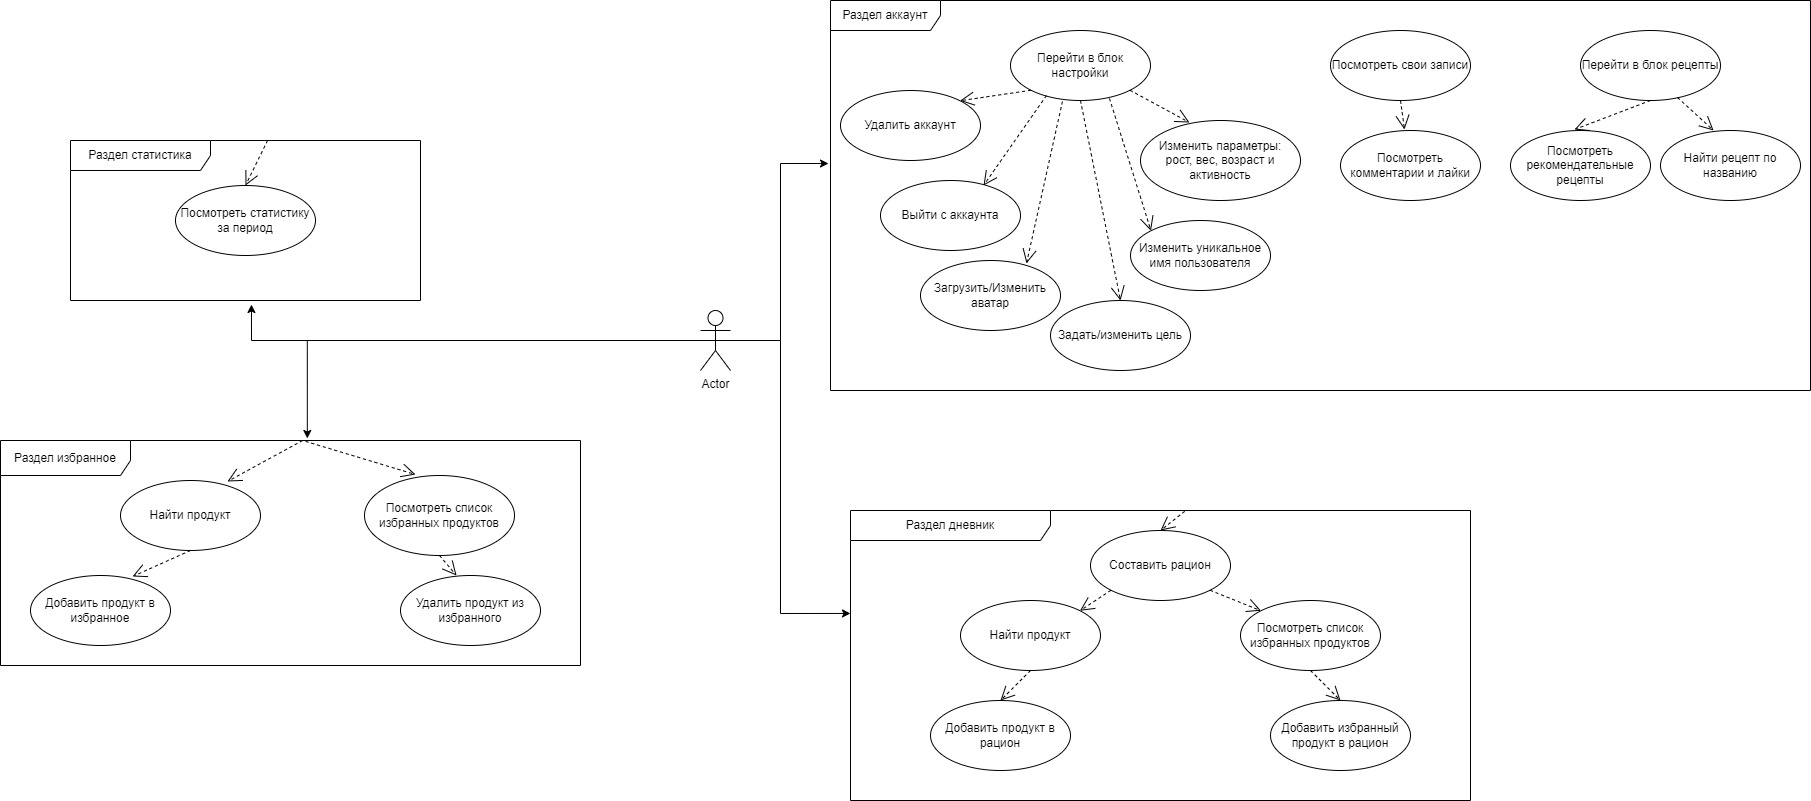 Раздел аккаунт
Перейти в блок
настройки
Посмотреть свои записи
Перейти в блок рецепты
Удалить аккаунт
Изменить параметры:
рост, вес, возраст и
активность
Посмотреть
комментарии и лайки
Посмотреть
рекомендательные
рецепты
Найти рецепт по
названию
Выйти с аккаунта
Изменить уникальное
имя пользователя
Загрузить/Изменить
аватар
Задать/изменить цель
Раздел статистика
Посмотреть статистику
за период
Actor
Раздел избранное
Найти продукт
Посмотреть список
избранных продуктов
Добавить продукт в
избранное
Удалить продукт из
избранного
Раздел дневник
Составить рацион
Найти продукт
Посмотреть список
избранных продуктов
Добавить продукт в
рацион
Добавить избранный
продукт в рацион